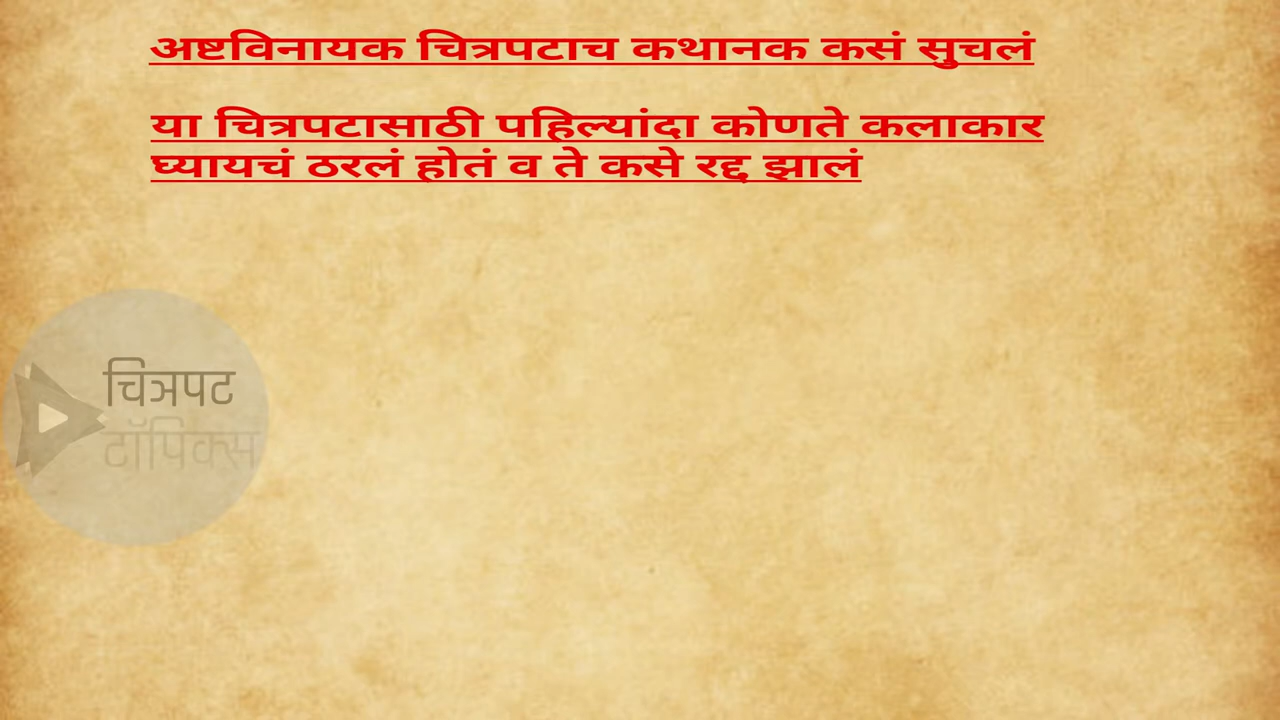 अष्टविनायक चित्रपटाच कथानक कसं सुचलं
या चित्रपटासाठी पहिल्यांदा कोणते कलाकार
घ्यायचं ठरलं होतं व ते कसे रद्द झालं
चित्रपट
टॉपिक्स